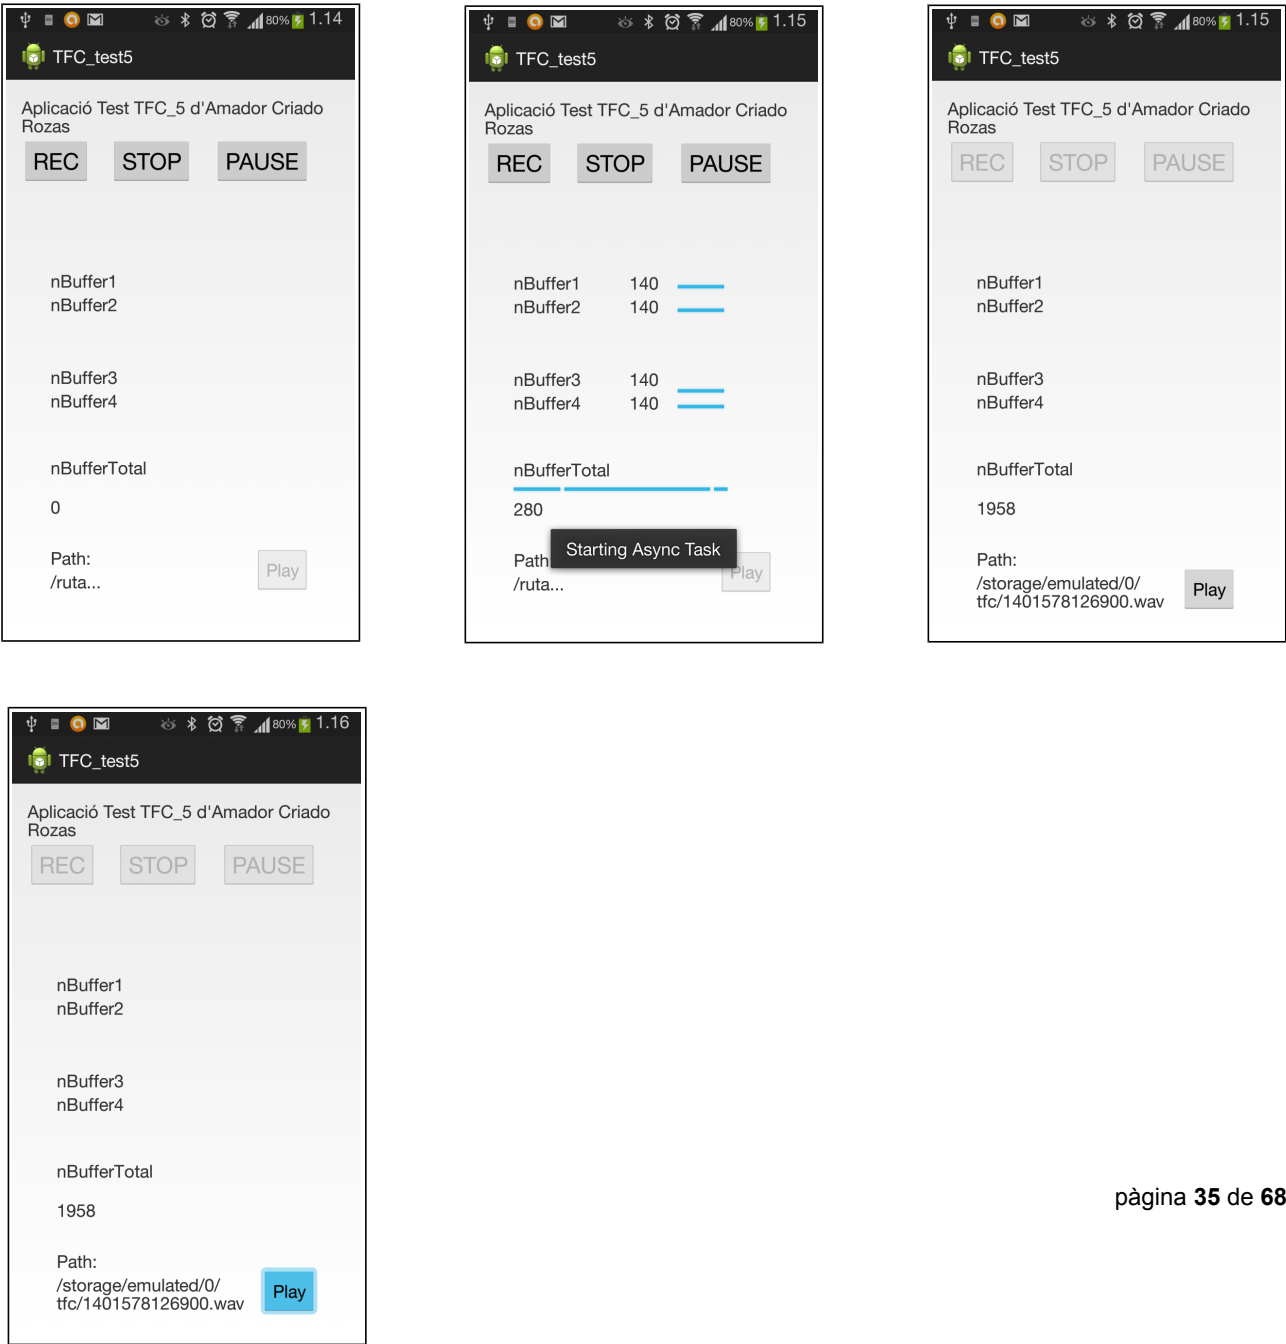 80% 1.14
TFC_test5
Aplicació Test TFC_5 d'Amador Criado
Rozas
REC STOP PAUSE
nBuffer1
nBuffer2
nBuffer3
nBuffer4
nBufferTotal
0
Path:
/ruta...
Play
80% 1.15
TFC_test5
Aplicació Test TFC_5 d'Amador Criado
Rozas
REC STOP PAUSE
nBuffer1 140
nBuffer2 140
nBuffer3 140
nBuffer4 140
nBufferTotal
280
Starting Async Task
Path
/ruta...
Play
80% 1.15
TFC_test5
Aplicació Test TFC_5 d'Amador Criado
Rozas
REC STOP PAUSE
nBuffer1
nBuffer2
nBuffer3
nBuffer4
nBufferTotal
1958
Path:
/storage/emulated/0/
tfc/1401578126900.wav
Play
80% 1.16
TFC_test5
Aplicació Test TFC_5 d'Amador Criado
Rozas
REC STOP PAUSE
nBuffer1
nBuffer2
nBuffer3
nBuffer4
nBufferTotal
1958
Path:
/storage/emulated/0/
tfc/1401578126900.wav
Play
pàgina 35 de 68